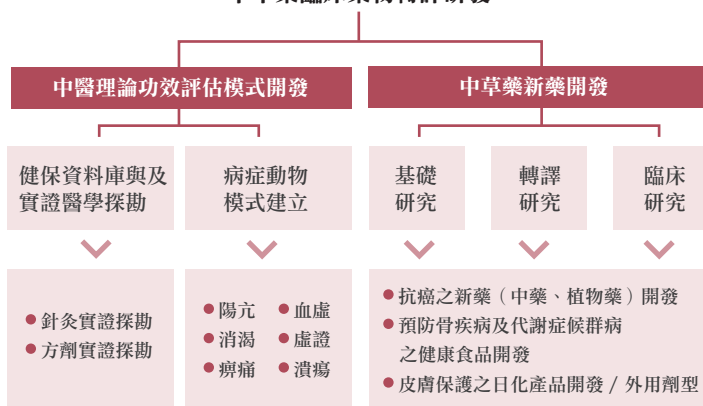 中醫理論功效評估模式開發
中草藥新藥開發
健保資料庫與及
實證醫學探勘
病症動物
模式建立
基礎
研究
轉譯
研究
臨床
研究
●針灸實證探勘
●方劑實證探勘
●陽亢 ●血虛
●消渴 ●虛證
●痹痛 ●潰瘍
●抗癌之新藥（中藥、植物藥）開發
●預防骨疾病及代謝症候群病
之健康食品開發
●皮膚保護之日化產品開發 / 外用劑型